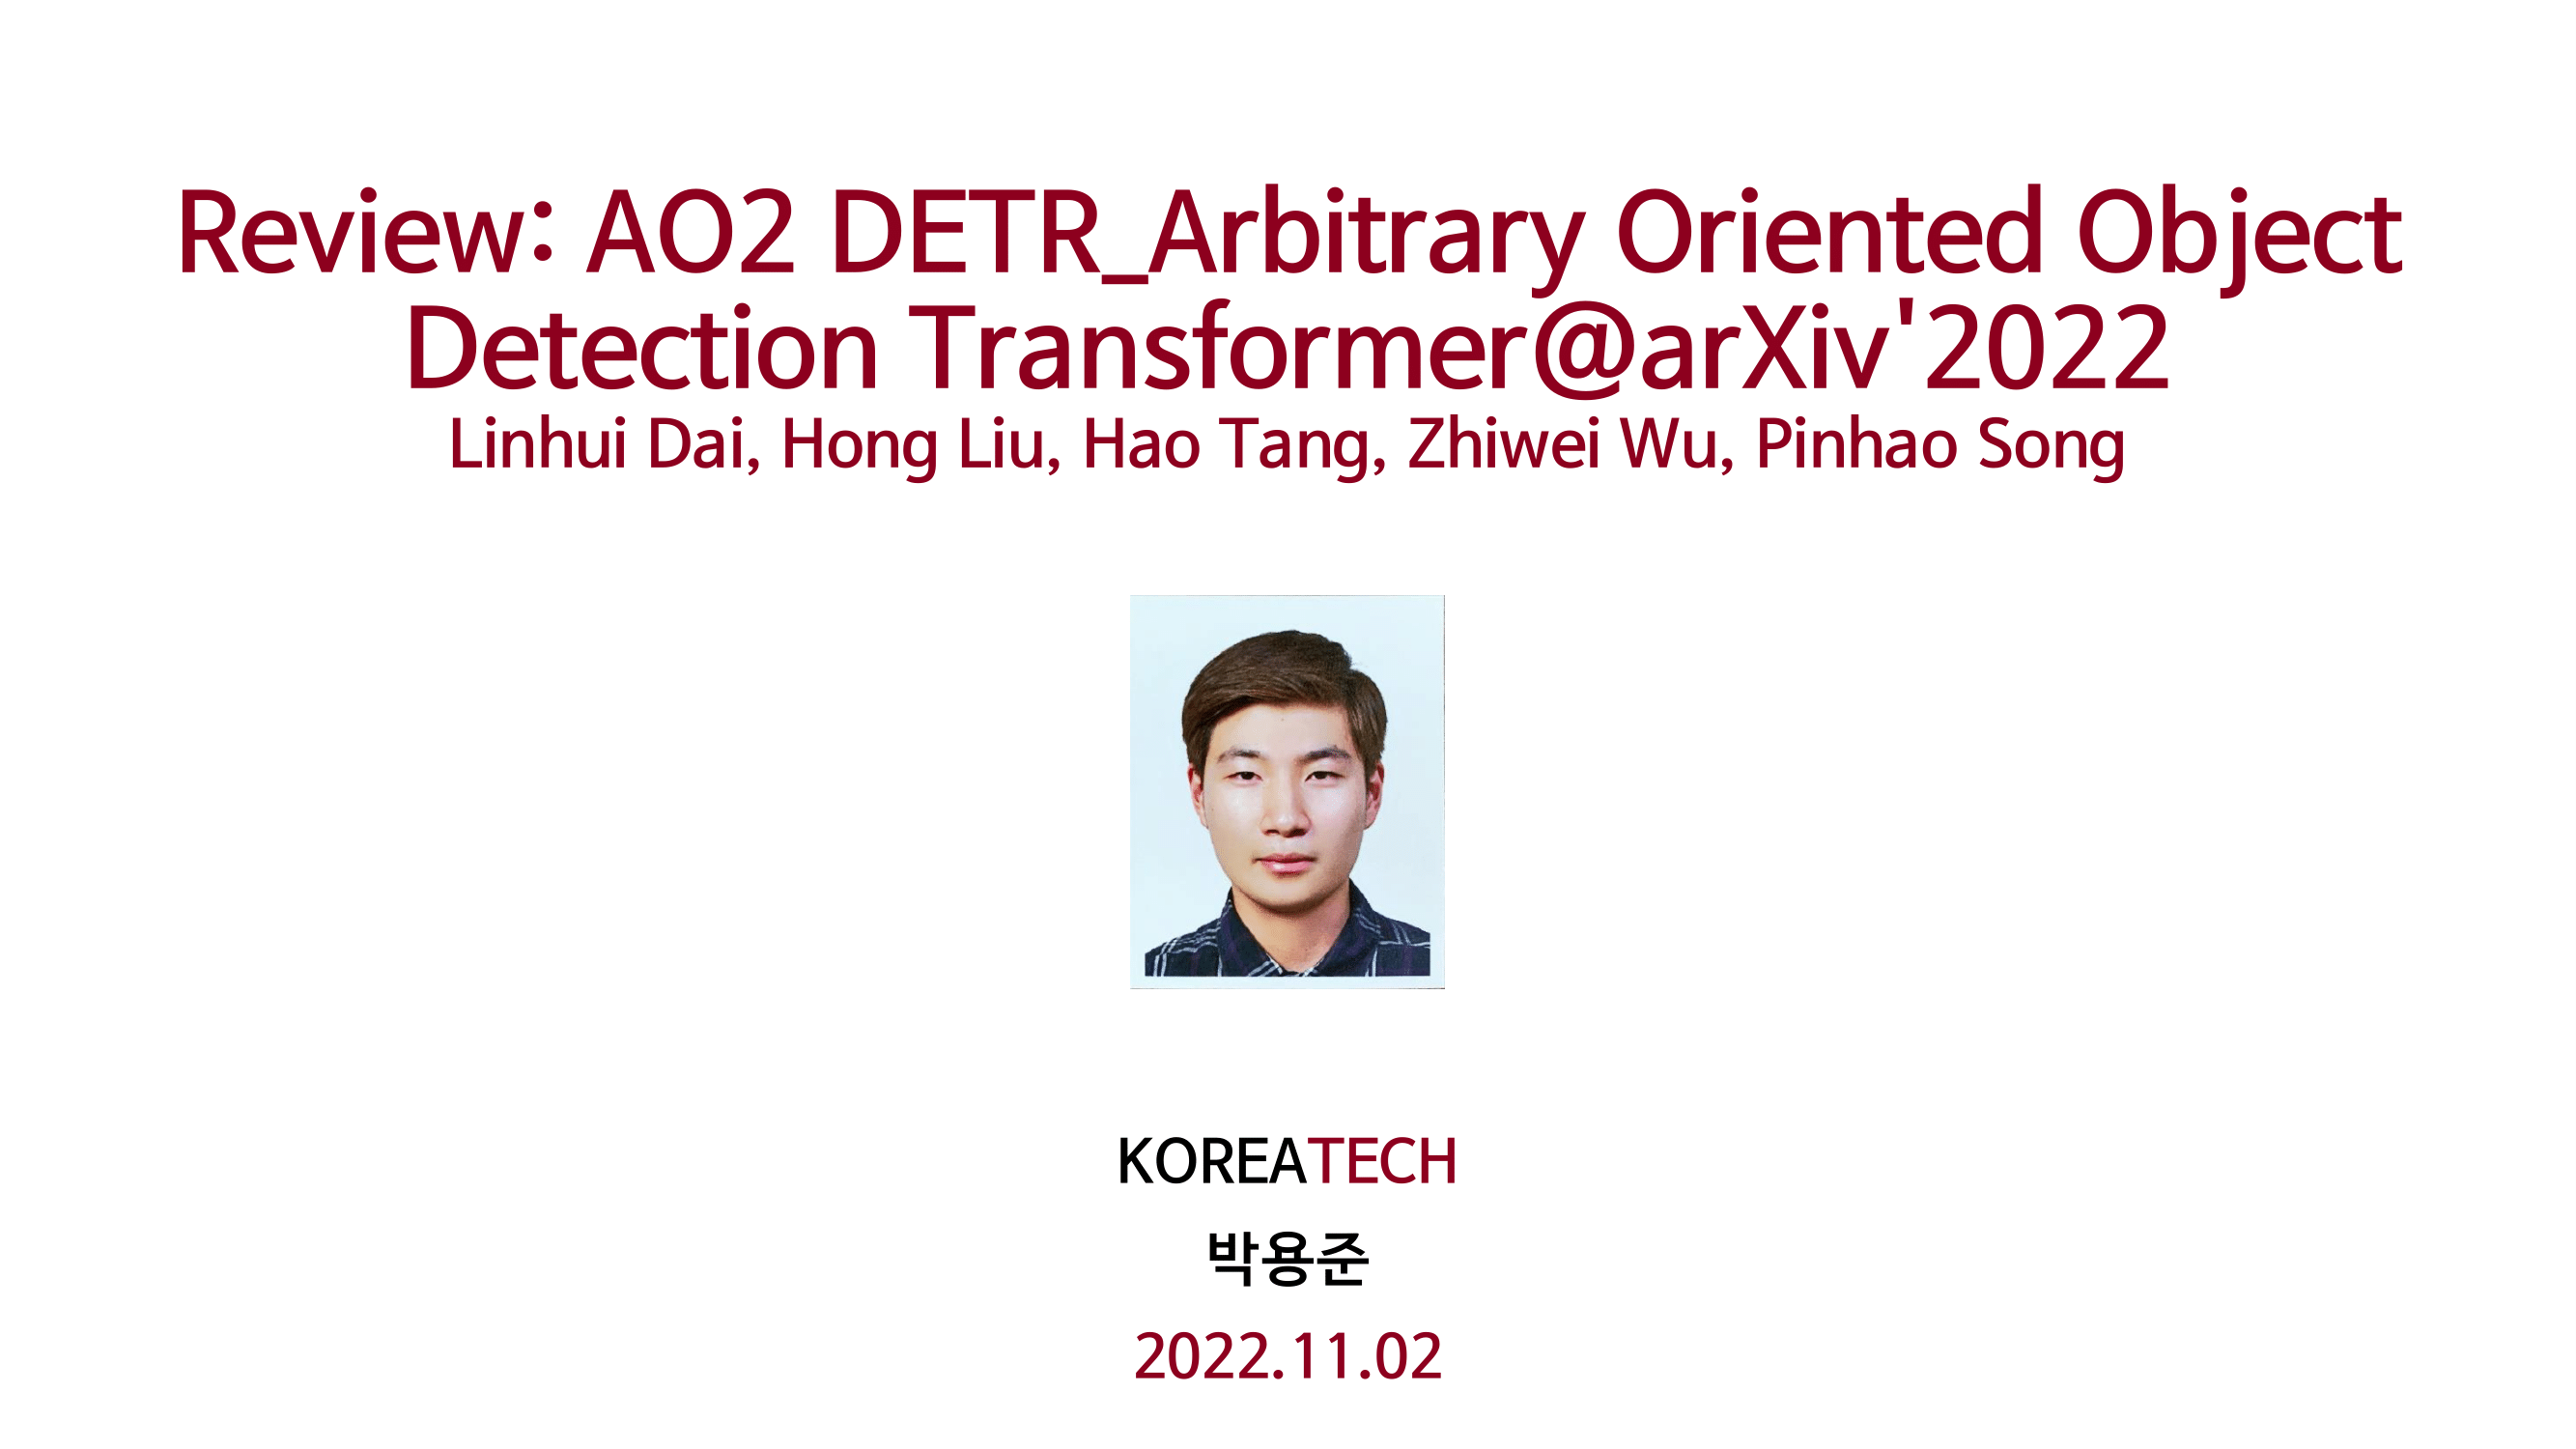 Review: AO2 DETR_Arbitrary Oriented Object
Detection Transformer@arXiv'2022
Linhui Dai, Hong Liu, Hao Tang, Zhiwei Wu, Pinhao Song
KOREATECH
박용준
2022.11.02